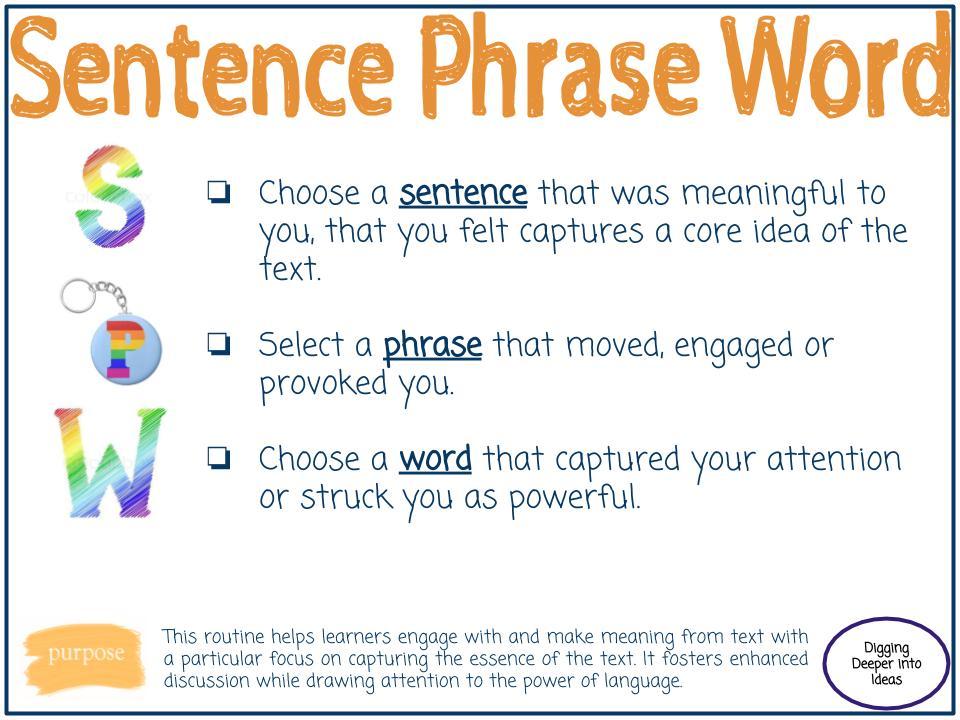 Sentence Phrase Word
S
❏ Choose a sentence that was meaningful to
you, that you felt captures a core idea of the
text.
P
❏ Select a phrase that moved, engaged or
provoked you.
W
❏ Choose a word that captured your attention
or struck you as powerful.
purpose
This routine helps learners engage with and make meaning from text with
a particular focus on capturing the essence of the text. It fosters enhanced
discussion while drawing attention to the power of language.
Digging
Deeper into
Ideas